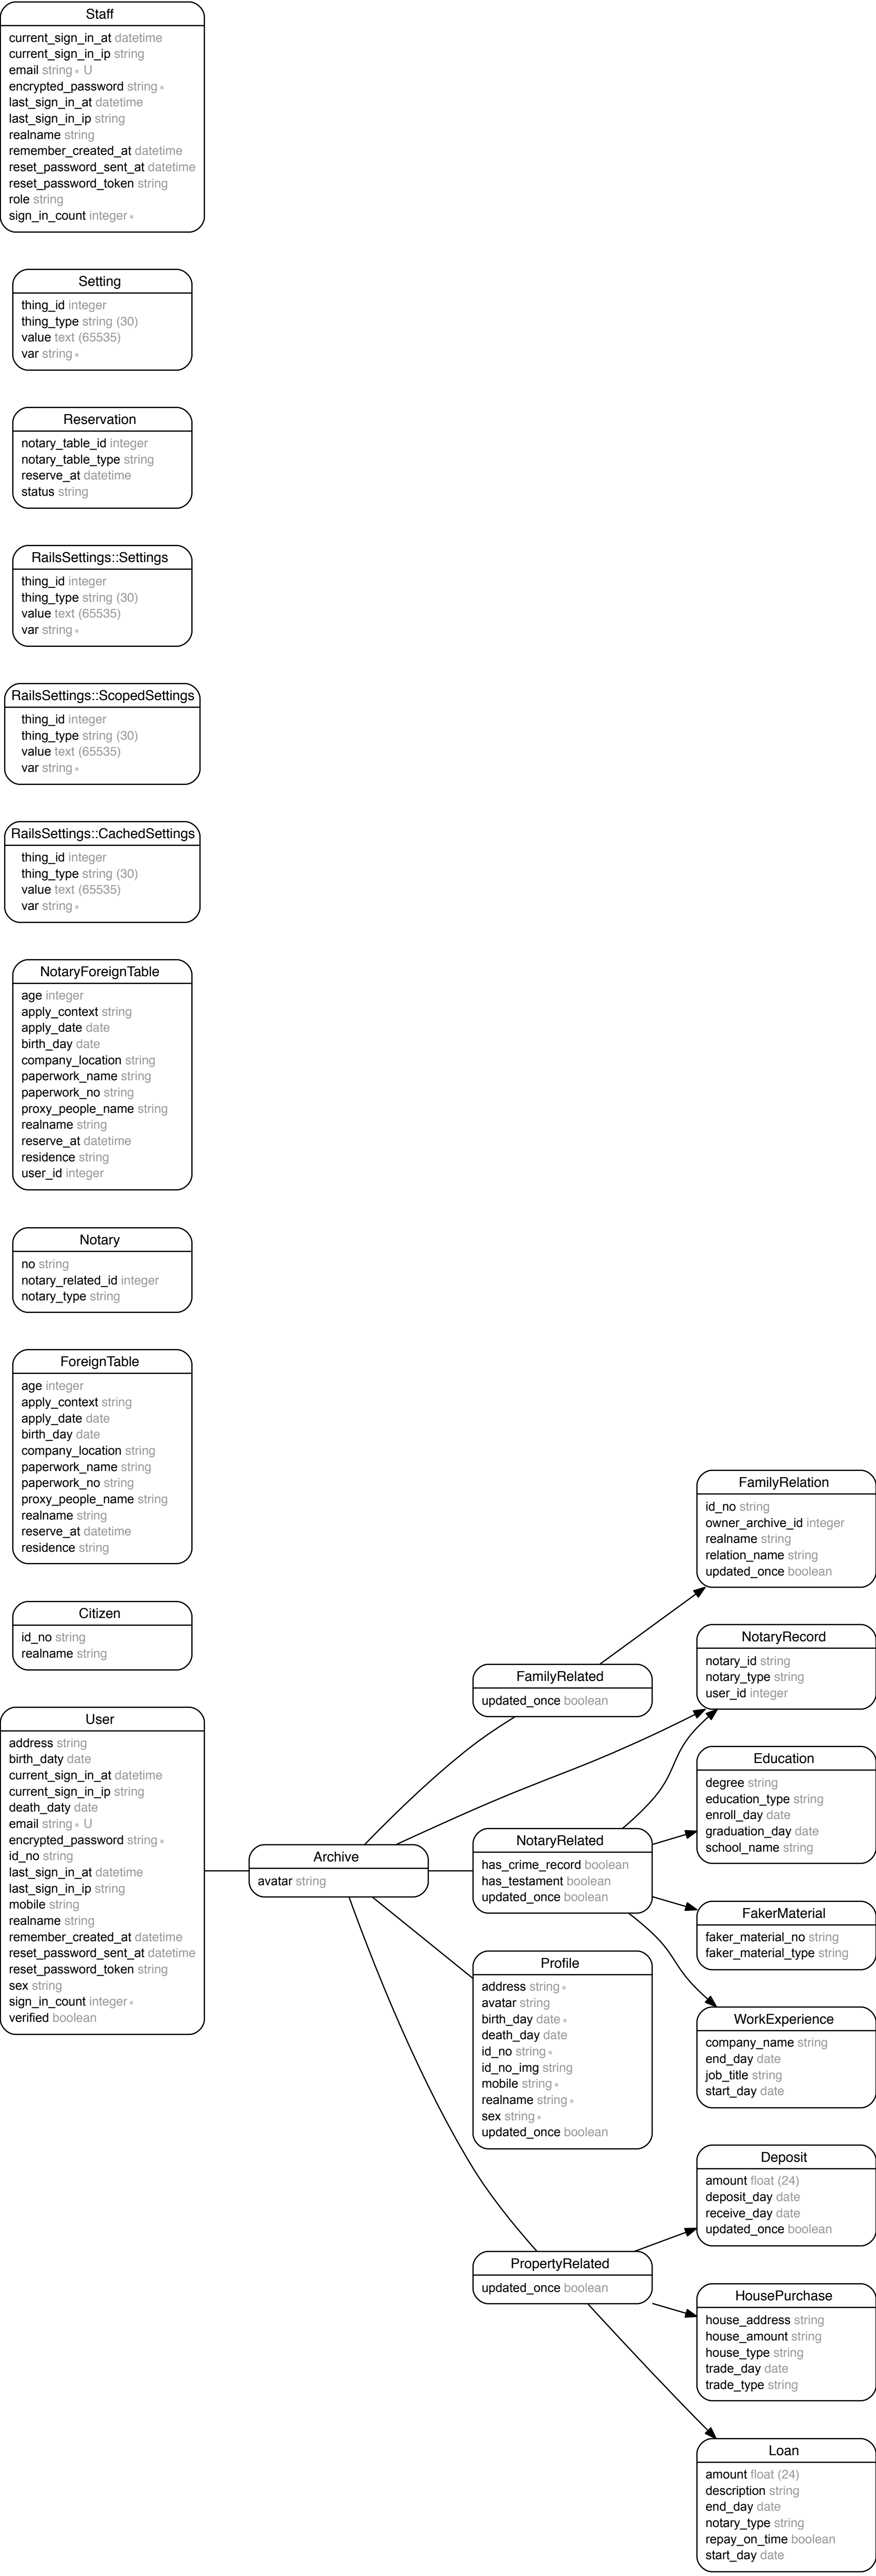 Staff
current_sign_in_at datetime
current_sign_in_ip string
email string * U
encrypted_password string *
last_sign_in_at datetime
last_sign_in_ip string
realname string
remember_created_at datetime
reset_password_sent_at datetime
reset_password_token string
role string
sign_in_count integer *
Setting
thing_id integer
thing_type string (30)
value text (65535)
var string *
Reservation
notary_table_id integer
notary_table_type string
reserve_at datetime
status string
RailsSettings::Settings
thing_id integer
thing_type string (30)
value text (65535)
var string *
RailsSettings::ScopedSettings
thing_id integer
thing_type string (30)
value text (65535)
var string *
RailsSettings::CachedSettings
thing_id integer
thing_type string (30)
value text (65535)
var string *
NotaryForeignTable
age integer
apply_context string
apply_date date
birth_day date
company_location string
paperwork_name string
paperwork_no string
proxy_people_name string
realname string
reserve_at datetime
residence string
user_id integer
Notary
no string
notary_related_id integer
notary_type string
ForeignTable
age integer
apply_context string
apply_date date
birth_day date
company_location string
paperwork_name string
paperwork_no string
proxy_people_name string
realname string
reserve_at datetime
residence string
Citizen
id_no string
realname string
User
address string
birth_daty date
current_sign_in_at datetime
current_sign_in_ip string
death_daty date
email string * U
encrypted_password string *
id_no string
last_sign_in_at datetime
last_sign_in_ip string
mobile string
realname string
remember_created_at datetime
reset_password_sent_at datetime
reset_password_token string
sex string
sign_in_count integer *
verified boolean
Archive
avatar string
FamilyRelated
updated_once boolean
NotaryRelated
has_crime_record boolean
has_testament boolean
updated_once boolean
Profile
address string *
avatar string
birth_day date *
death_day date
id_no string *
id_no_img string
mobile string *
realname string *
sex string *
updated_once boolean
PropertyRelated
updated_once boolean
FamilyRelation
id_no string
owner_archive_id integer
realname string
relation_name string
updated_once boolean
NotaryRecord
notary_id string
notary_type string
user_id integer
Education
degree string
education_type string
enroll_day date
graduation_day date
school_name string
FakerMaterial
faker_material_no string
faker_material_type string
WorkExperience
company_name string
end_day date
job_title string
start_day date
Deposit
amount float (24)
deposit_day date
receive_day date
updated_once boolean
HousePurchase
house_address string
house_amount string
house_type string
trade_day date
trade_type string
Loan
amount float (24)
description string
end_day date
notary_type string
repay_on_time boolean
start_day date